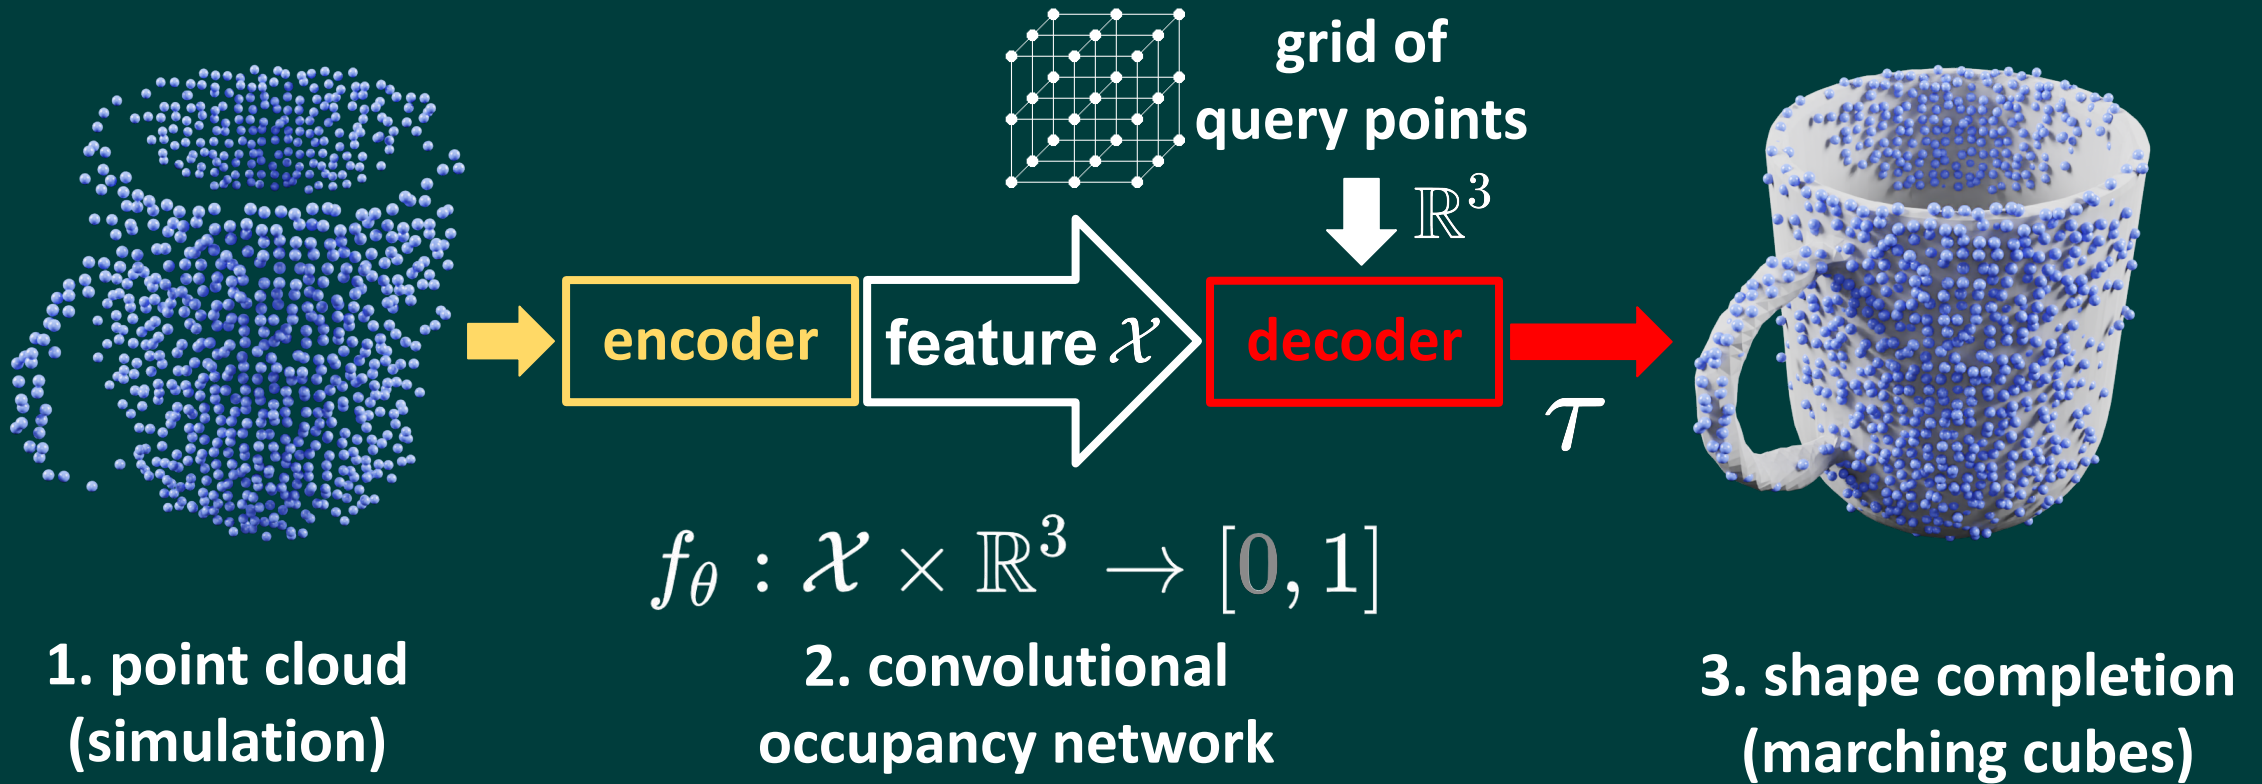 grid of
query points
ℝ³
encoder
feature 𝒳
decoder
τ
f_θ : 𝒳 × ℝ³ → [0, 1]
1. point cloud
(simulation)
2. convolutional
occupancy network
3. shape completion
(marching cubes)